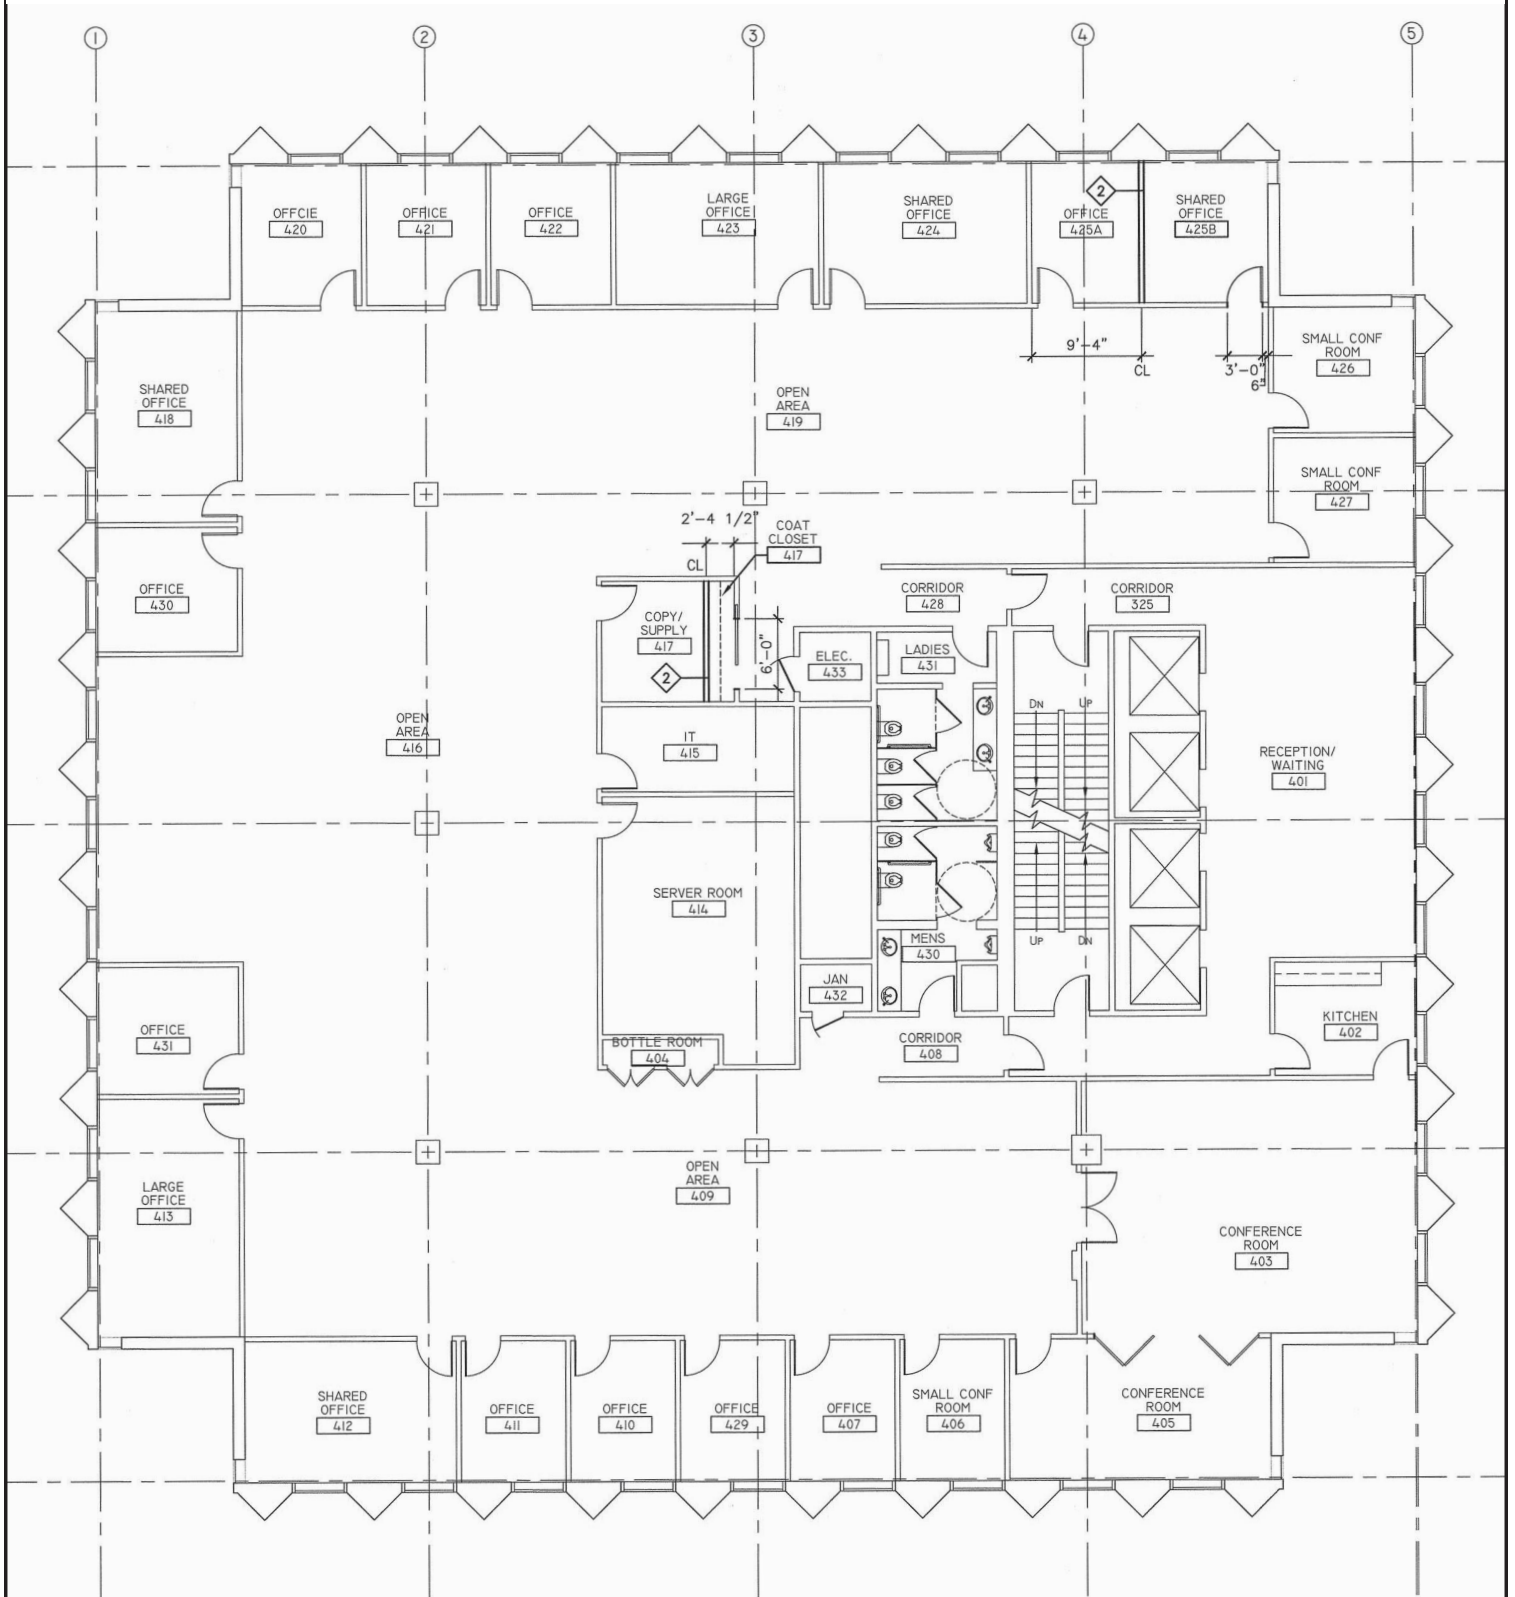 1
2
3
4
5
OFFCIE
420
OFFICE
421
OFFICE
422
LARGE
OFFICE
423
SHARED
OFFICE
424
2
OFFICE
425A
SHARED
OFFICE
425B
9'-4"
CL
3'-0"
6"
SMALL CONF
ROOM
426
SHARED
OFFICE
418
OPEN
AREA
419
SMALL CONF
ROOM
427
2'-4 1/2"
COAT
CLOSET
417
CL
OFFICE
430
CORRIDOR
428
CORRIDOR
325
COPY/
SUPPLY
417
2
6'-0"
ELEC.
433
LADIES
431
DN
UP
OPEN
AREA
416
IT
415
RECEPTION/
WAITING
401
SERVER ROOM
414
UP
DN
MENS
430
JAN
432
OFFICE
431
BOTTLE ROOM
404
CORRIDOR
408
KITCHEN
402
LARGE
OFFICE
413
OPEN
AREA
409
CONFERENCE
ROOM
403
SHARED
OFFICE
412
OFFICE
411
OFFICE
410
OFFICE
429
OFFICE
407
SMALL CONF
ROOM
406
CONFERENCE
ROOM
405